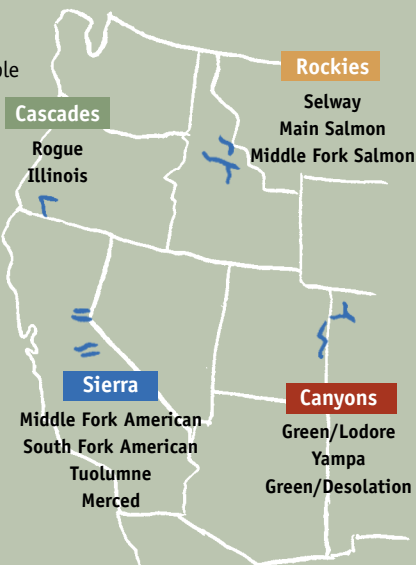 Rockies
Selway
Main Salmon
Middle Fork Salmon
Cascades
Rogue
Illinois
Sierra
Middle Fork American
South Fork American
Tuolumne
Merced
Canyons
Green/Lodore
Yampa
Green/Desolation